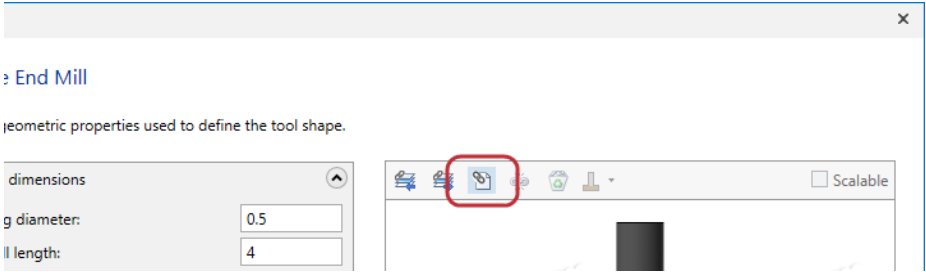 e End Mill
geometric properties used to define the tool shape.
dimensions
Scalable
g diameter:
0.5
ll length:
4